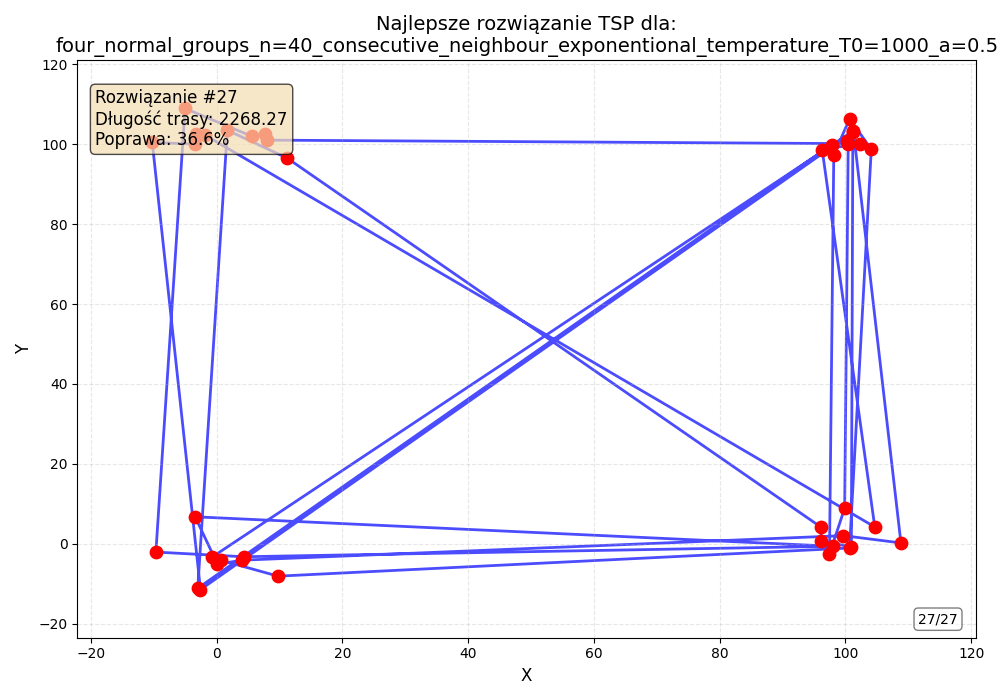 Najlepsze rozwiązanie TSP dla:
four_normal_groups_n=40_consecutive_neighbour_exponentional_temperature_T0=1000_a=0.5
Rozwiązanie #27
Długość trasy: 2268.27
Poprawa: 36.6%
120
100
80
60
40
20
0
−20
Y
−20
0
20
40
60
80
100
120
X
27/27